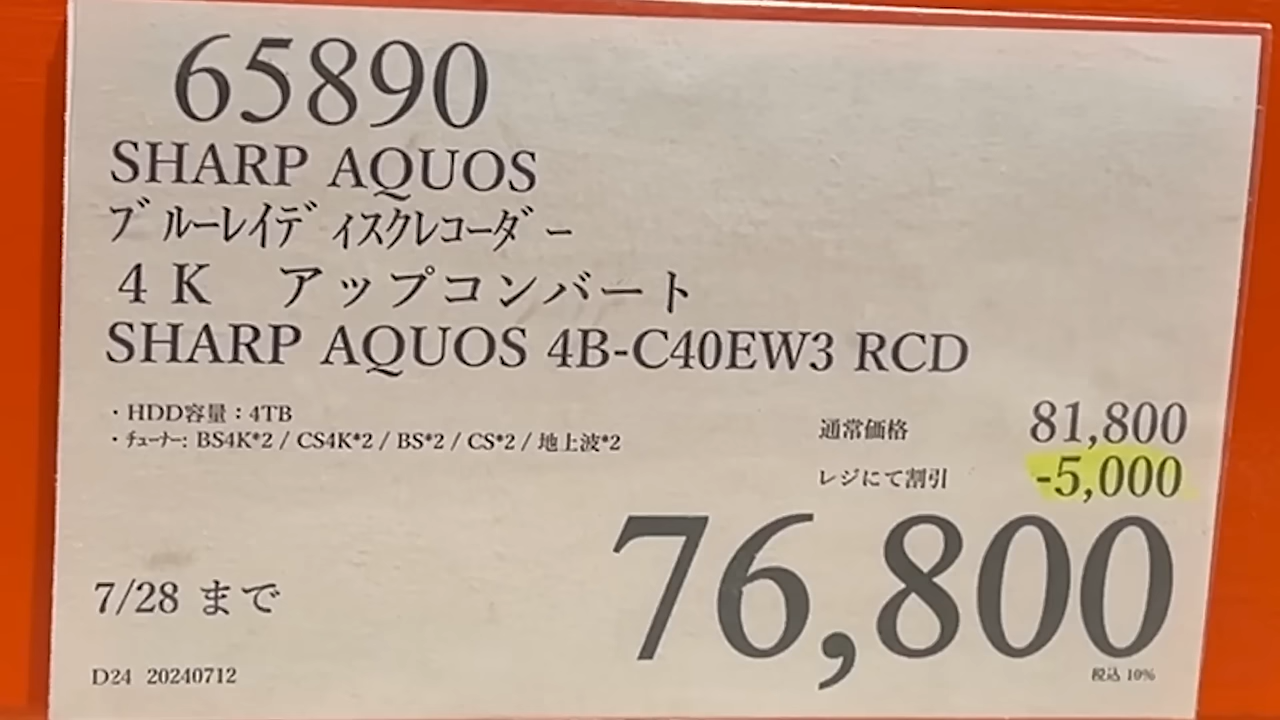 65890
SHARP AQUOS
ブルーレイディスクレコーダー
４Ｋ　アップコンバート
SHARP AQUOS 4B-C40EW3 RCD
・HDD容量：4TB
・ﾁｭｰﾅｰ: BS4K*2 / CS4K*2 / BS*2 / CS*2 / 地上波*2
通常価格 81,800
レジにて割引 -5,000
76,800
7/28 まで
税込 10%
D24 20240712